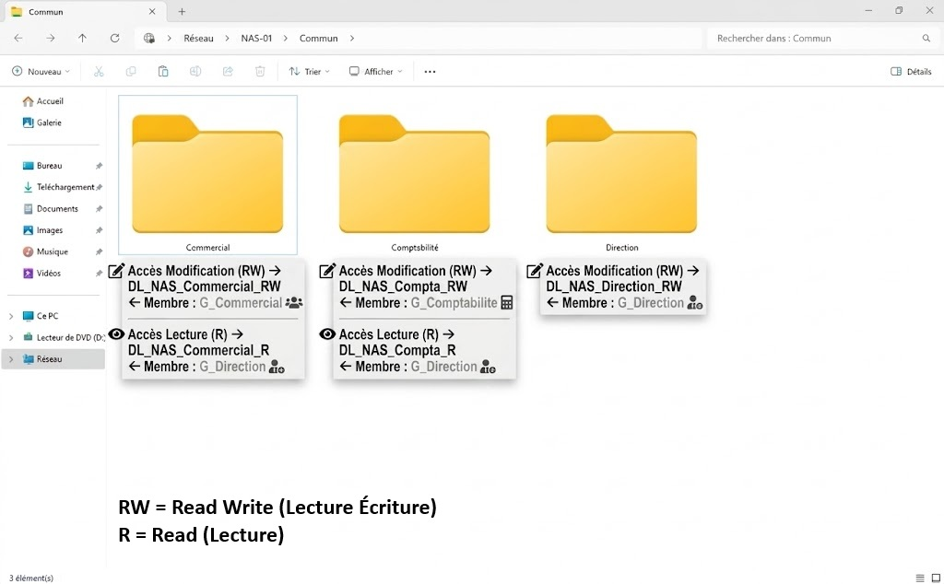 Commun
Réseau > NAS-01 > Commun >
Rechercher dans : Commun
Nouveau
Trier
Afficher
Détails
Accueil
Galerie
Bureau
Téléchargement
Documents
Images
Musique
Vidéos
Ce PC
Lecteur de DVD (D:
Réseau
Commercial
Accès Modification (RW) →
DL_NAS_Commercial_RW
← Membre : G_Commercial
Accès Lecture (R) →
DL_NAS_Commercial_R
← Membre : G_Direction
Comptsbilité
Accès Modification (RW) →
DL_NAS_Compta_RW
← Membre : G_Comptabilite
Accès Lecture (R) →
DL_NAS_Compta_R
← Membre : G_Direction
Direction
Accès Modification (RW) →
DL_NAS_Direction_RW
← Membre : G_Direction
RW = Read Write (Lecture Écriture)
R = Read (Lecture)
3 élément(s)